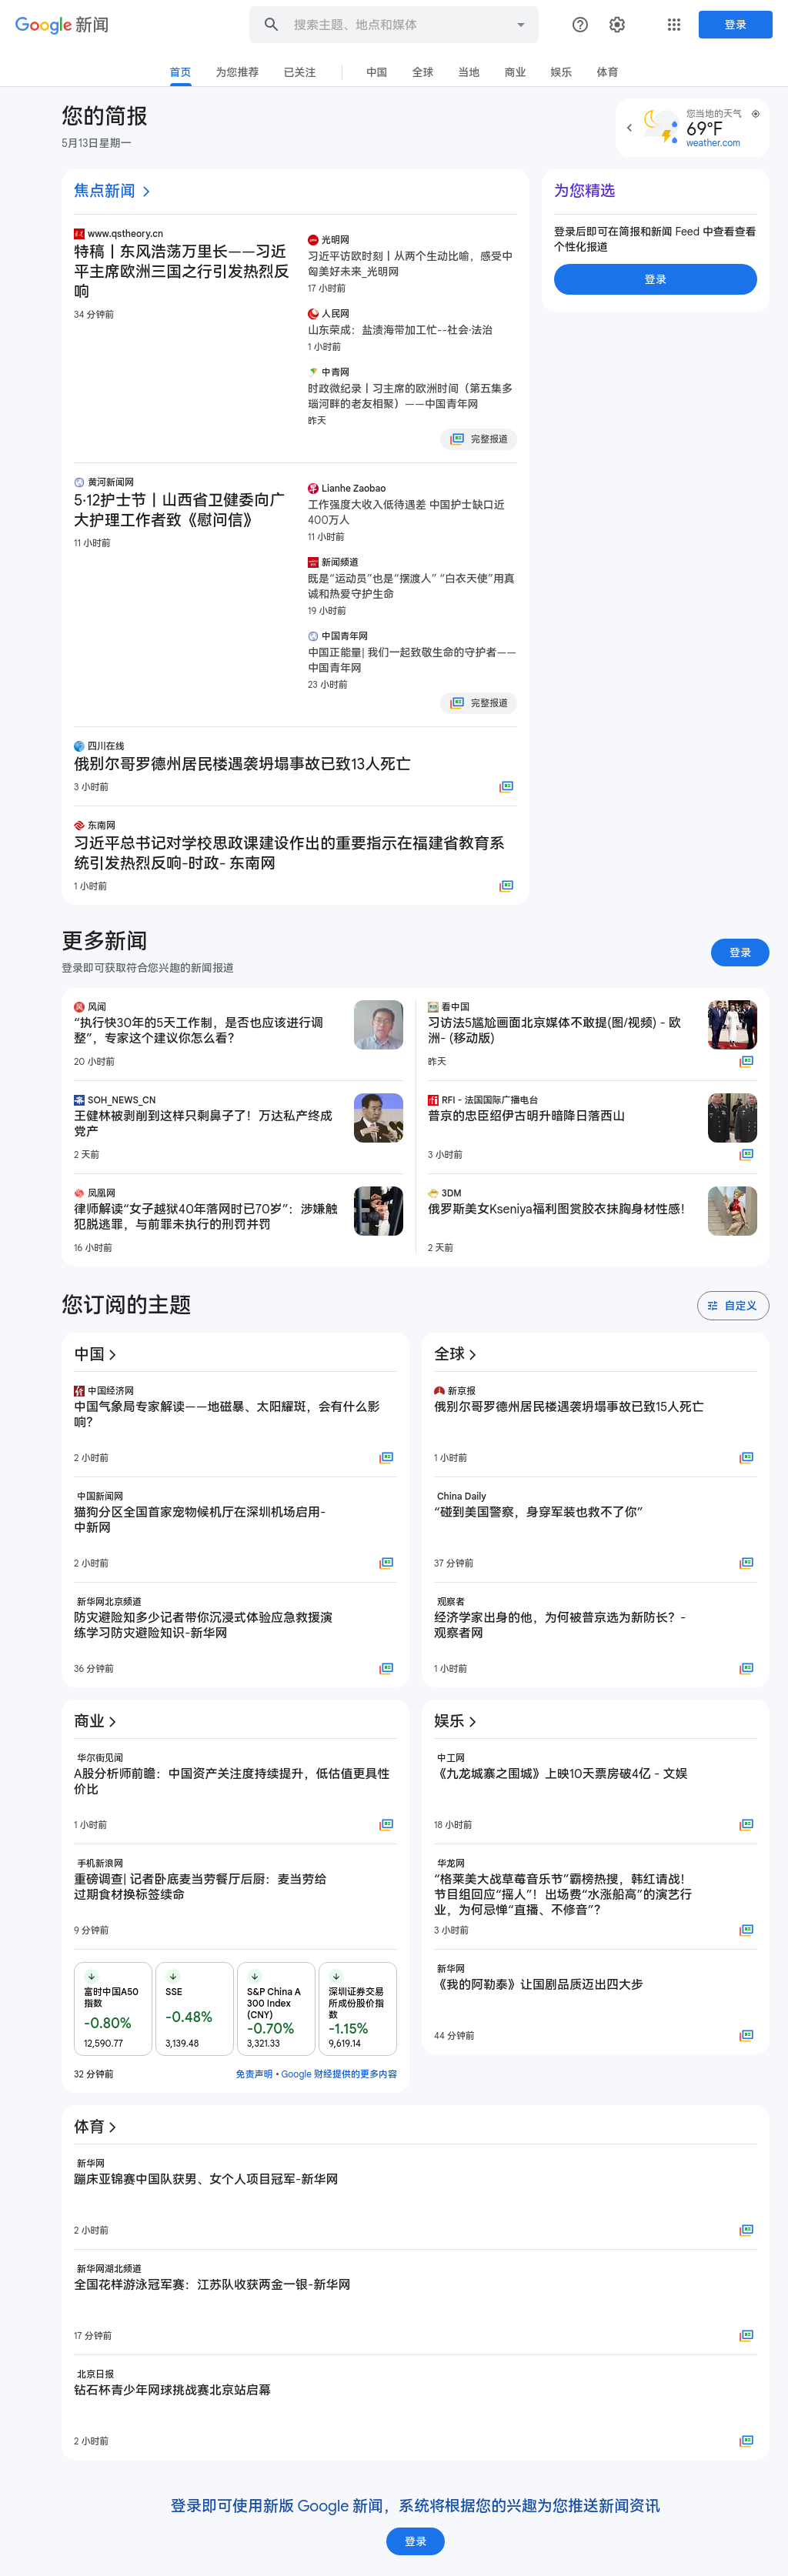 Google 新闻
搜索主题、地点和媒体
登录
首页
为您推荐
已关注
中国
全球
当地
商业
娱乐
体育
您的简报
5月13日星期一
您当地的天气
69°F
weather.com
焦点新闻
www.qstheory.cn
特稿丨东风浩荡万里长——习近
平主席欧洲三国之行引发热烈反
响
34 分钟前
光明网
习近平访欧时刻丨从两个生动比喻，感受中
匈美好未来_光明网
17 小时前
人民网
山东荣成：盐渍海带加工忙--社会·法治
1 小时前
中青网
时政微纪录丨习主席的欧洲时间（第五集多
瑙河畔的老友相聚）——中国青年网
昨天
完整报道
为您精选
登录后即可在简报和新闻 Feed 中查看查看
个性化报道
登录
黄河新闻网
5·12护士节丨山西省卫健委向广
大护理工作者致《慰问信》
11 小时前
Lianhe Zaobao
工作强度大收入低待遇差 中国护士缺口近
400万人
11 小时前
新闻频道
既是“运动员”也是“摆渡人” “白衣天使”用真
诚和热爱守护生命
19 小时前
中国青年网
中国正能量| 我们一起致敬生命的守护者——
中国青年网
23 小时前
完整报道
四川在线
俄别尔哥罗德州居民楼遇袭坍塌事故已致13人死亡
3 小时前
东南网
习近平总书记对学校思政课建设作出的重要指示在福建省教育系
统引发热烈反响-时政- 东南网
1 小时前
更多新闻
登录即可获取符合您兴趣的新闻报道
登录
风闻
“执行快30年的5天工作制，是否也应该进行调
整”，专家这个建议你怎么看？
20 小时前
看中国
习访法5尴尬画面北京媒体不敢提(图/视频) - 欧
洲- (移动版)
昨天
SOH_NEWS_CN
王健林被剥削到这样只剩鼻子了！万达私产终成
党产
2 天前
RFI - 法国国际广播电台
普京的忠臣绍伊古明升暗降日落西山
3 小时前
凤凰网
律师解读“女子越狱40年落网时已70岁”：涉嫌触
犯脱逃罪，与前罪未执行的刑罚并罚
16 小时前
3DM
俄罗斯美女Kseniya福利图赏胶衣抹胸身材性感！
2 天前
您订阅的主题
自定义
中国
中国经济网
中国气象局专家解读——地磁暴、太阳耀斑，会有什么影
响？
2 小时前
中国新闻网
猫狗分区全国首家宠物候机厅在深圳机场启用-
中新网
2 小时前
新华网北京频道
防灾避险知多少记者带你沉浸式体验应急救援演
练学习防灾避险知识-新华网
36 分钟前
全球
新京报
俄别尔哥罗德州居民楼遇袭坍塌事故已致15人死亡
1 小时前
China Daily
“碰到美国警察，身穿军装也救不了你”
37 分钟前
观察者
经济学家出身的他，为何被普京选为新防长？-
观察者网
1 小时前
商业
华尔街见闻
A股分析师前瞻：中国资产关注度持续提升，低估值更具性
价比
1 小时前
手机新浪网
重磅调查| 记者卧底麦当劳餐厅后厨：麦当劳给
过期食材换标签续命
9 分钟前
富时中国A50
指数
-0.80%
12,590.77
SSE
-0.48%
3,139.48
S&P China A
300 Index
(CNY)
-0.70%
3,321.33
深圳证券交易
所成份股价指
数
-1.15%
9,619.14
32 分钟前
免责声明 • Google 财经提供的更多内容
娱乐
中工网
《九龙城寨之围城》上映10天票房破4亿 - 文娱
18 小时前
华龙网
“格莱美大战草莓音乐节”霸榜热搜，韩红请战！
节目组回应“摇人”！出场费“水涨船高”的演艺行
业，为何忌惮“直播、不修音”？
3 小时前
新华网
《我的阿勒泰》让国剧品质迈出四大步
44 分钟前
体育
新华网
蹦床亚锦赛中国队获男、女个人项目冠军-新华网
2 小时前
新华网湖北频道
全国花样游泳冠军赛：江苏队收获两金一银-新华网
17 分钟前
北京日报
钻石杯青少年网球挑战赛北京站启幕
2 小时前
登录即可使用新版 Google 新闻，系统将根据您的兴趣为您推送新闻资讯
登录